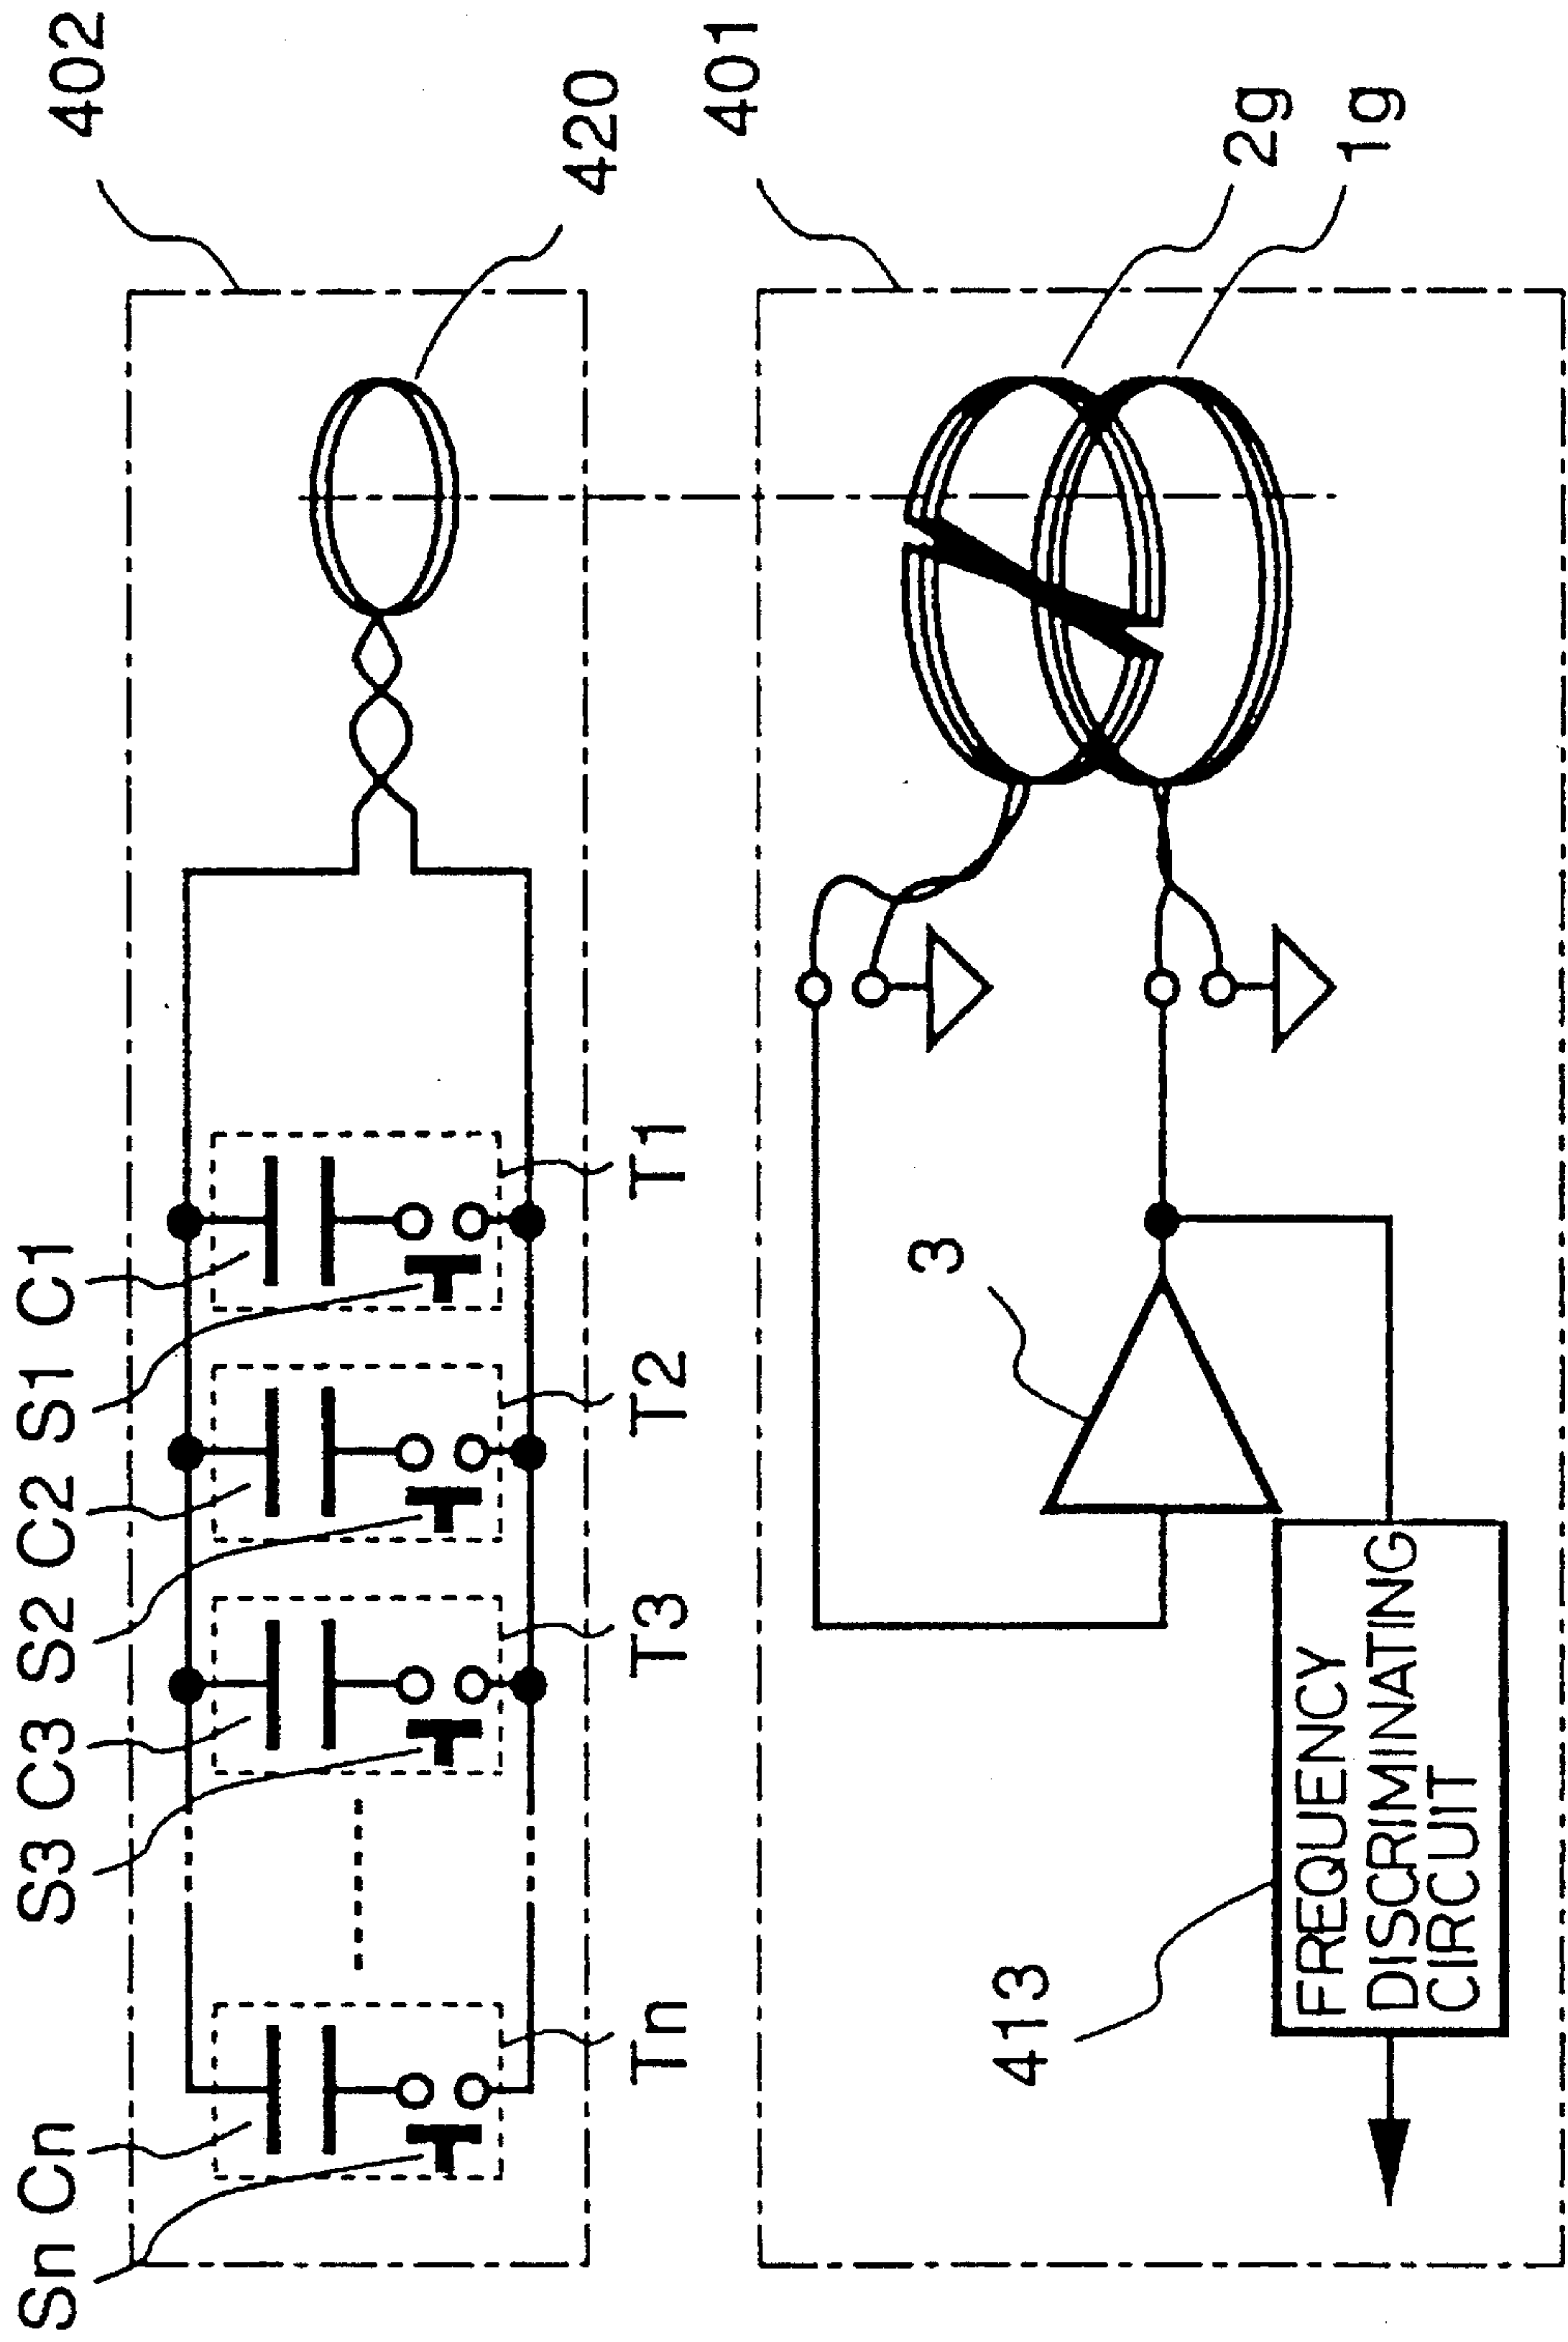 402
420
Sn Cn
S3 C3
S2 C2
S1 C1
Tn
T3
T2
T1
401
2g
1g
3
413
FREQUENCY
DISCRIMINATING
CIRCUIT